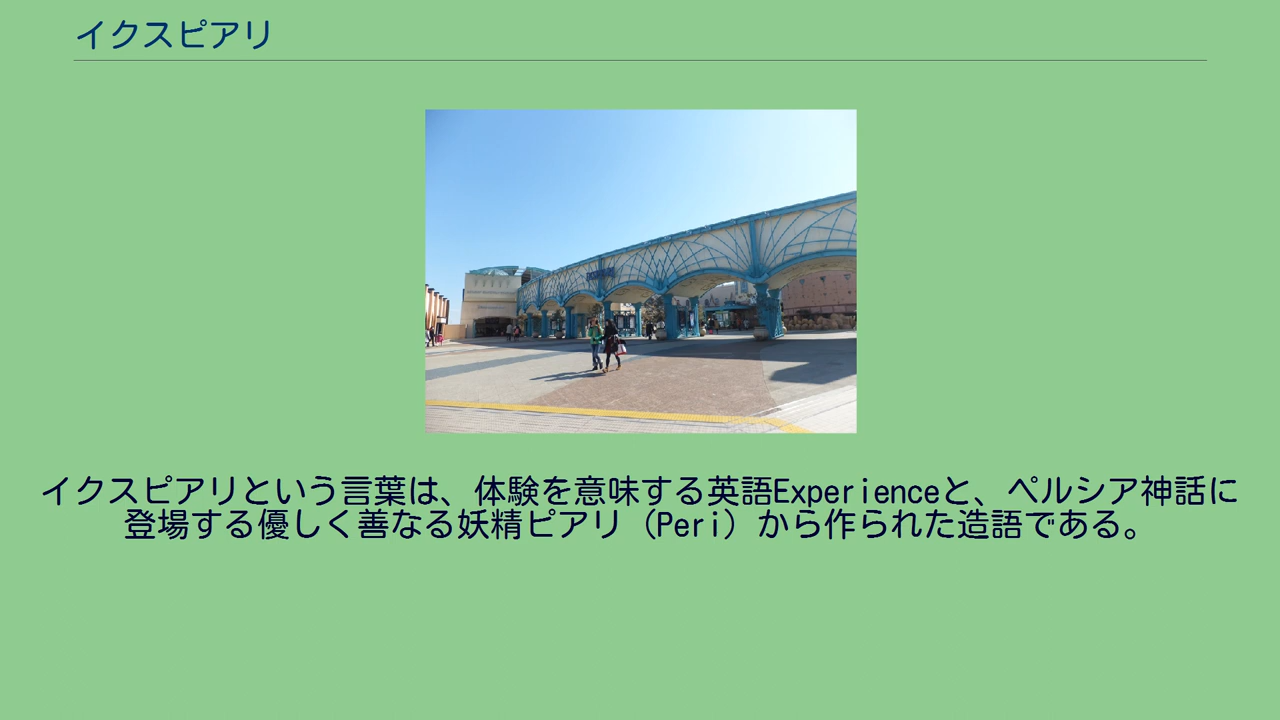 イクスピアリ
イクスピアリという言葉は、体験を意味する英語Experienceと、ペルシア神話に
登場する優しく善なる妖精ピアリ（Peri）から作られた造語である。